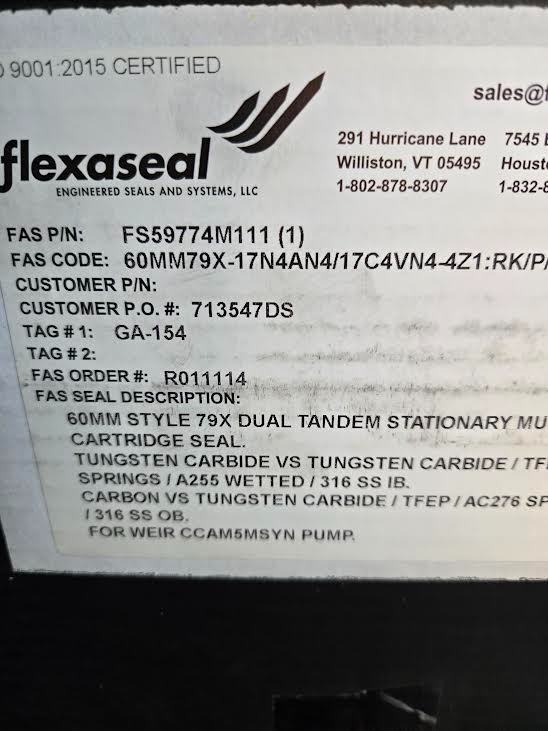 9001:2015 CERTIFIED
sales@
flexaseal
ENGINEERED SEALS AND SYSTEMS, LLC
291 Hurricane Lane 7545
Williston, VT 05495 Houst
1-802-878-8307 1-832-
FAS P/N: FS59774M111 (1)
FAS CODE: 60MM79X-17N4AN4/17C4VN4-4Z1:RK/P/
CUSTOMER P/N:
CUSTOMER P.O. #: 713547DS
TAG # 1: GA-154
TAG # 2:
FAS ORDER #: R011114
FAS SEAL DESCRIPTION:
60MM STYLE 79X DUAL TANDEM STATIONARY MU
CARTRIDGE SEAL.
TUNGSTEN CARBIDE VS TUNGSTEN CARBIDE / TF
SPRINGS / A255 WETTED / 316 SS IB.
CARBON VS TUNGSTEN CARBIDE / TFEP / AC276 SP
/ 316 SS OB.
FOR WEIR CCAM5MSYN PUMP.